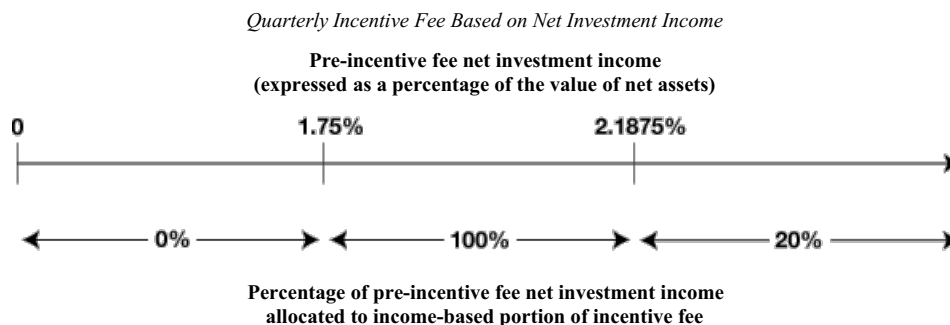 Quarterly Incentive Fee Based on Net Investment Income
Pre-incentive fee net investment income
(expressed as a percentage of the value of net assets)
0 1.75% 2.1875%
0% 100% 20%
Percentage of pre-incentive fee net investment income
allocated to income-based portion of incentive fee